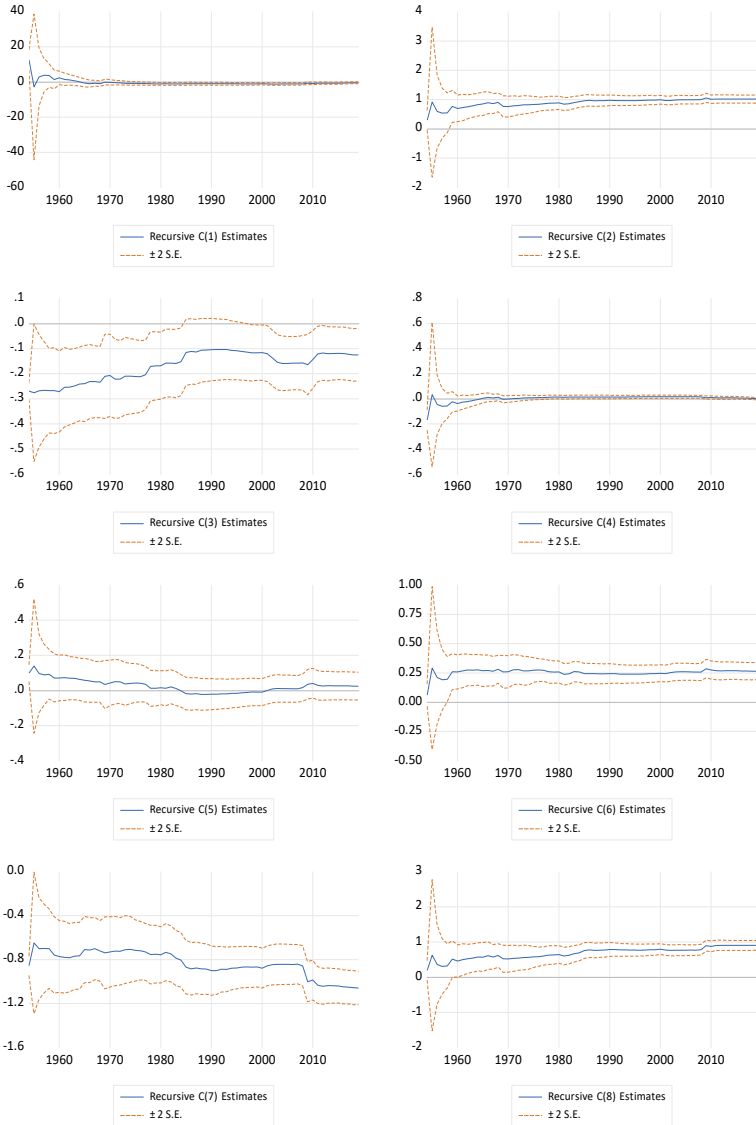 40
20
0
-20
-40
-60
1960 1970 1980 1990 2000 2010
Recursive C(1) Estimates
± 2 S.E.
4
3
2
1
0
-1
-2
1960 1970 1980 1990 2000 2010
Recursive C(2) Estimates
± 2 S.E.
.1
.0
-.1
-.2
-.3
-.4
-.5
-.6
1960 1970 1980 1990 2000 2010
Recursive C(3) Estimates
± 2 S.E.
.8
.6
.4
.2
.0
-.2
-.4
-.6
1960 1970 1980 1990 2000 2010
Recursive C(4) Estimates
± 2 S.E.
.6
.4
.2
.0
-.2
-.4
1960 1970 1980 1990 2000 2010
Recursive C(5) Estimates
± 2 S.E.
1.00
0.75
0.50
0.25
0.00
-0.25
-0.50
1960 1970 1980 1990 2000 2010
Recursive C(6) Estimates
± 2 S.E.
0.0
-0.4
-0.8
-1.2
-1.6
1960 1970 1980 1990 2000 2010
Recursive C(7) Estimates
± 2 S.E.
3
2
1
0
-1
-2
1960 1970 1980 1990 2000 2010
Recursive C(8) Estimates
± 2 S.E.